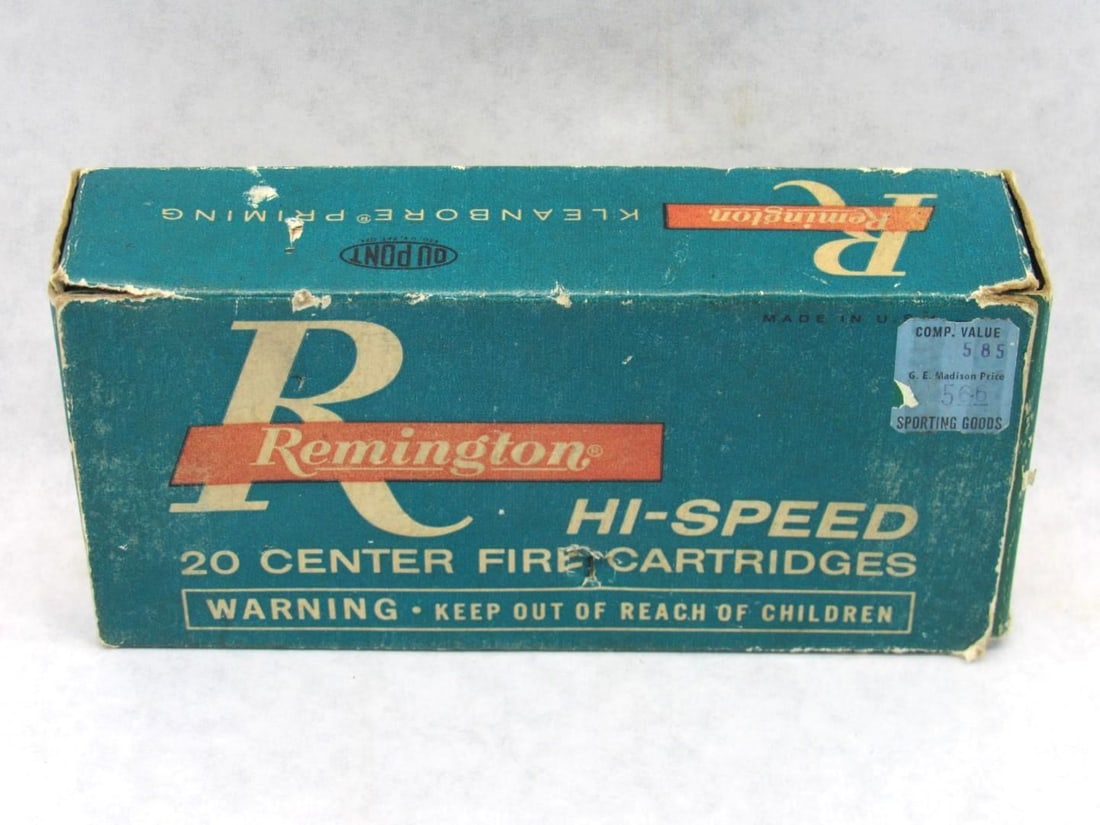 KLEANBORE® PRIMING
R
Remington
DU PONT
MADE IN U.S.
COMP. VALUE
585
G. E. Madison Price
566
SPORTING GOODS
R
Remington®
HI-SPEED
20 CENTER FIRE CARTRIDGES
WARNING • KEEP OUT OF REACH OF CHILDREN